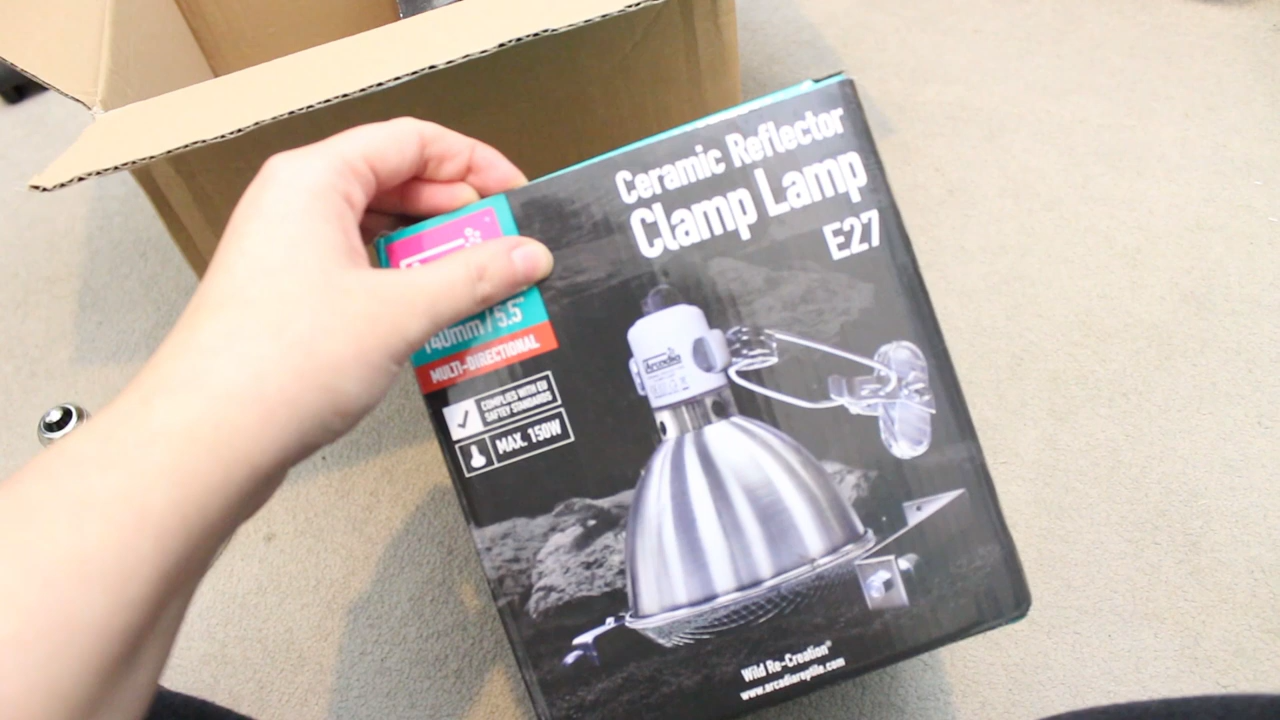 Ceramic Reflector
Clamp Lamp
E27
140mm / 5.5"
MULTI-DIRECTIONAL
COMPLIES WITH EU
SAFTEY STANDARDS
MAX. 150W
Arcadia
Wild Re-Creation®
www.arcadiareptile.com